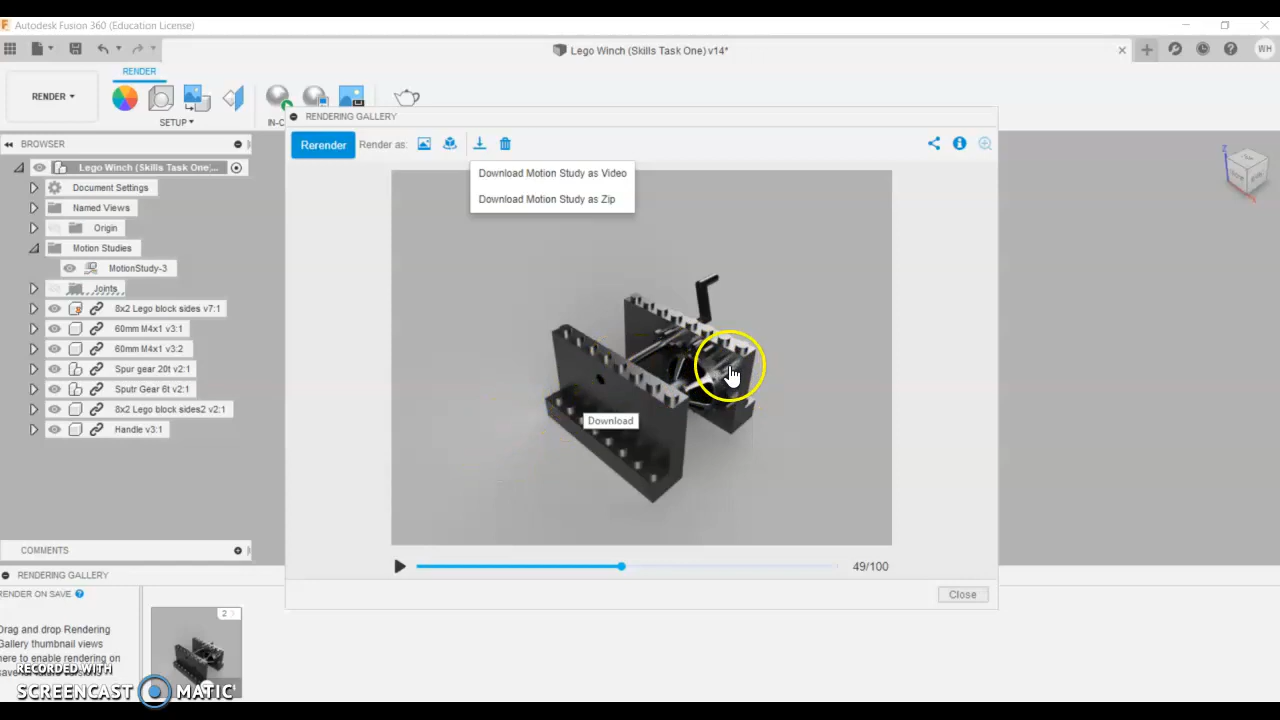 Autodesk Fusion 360 (Education License)
Lego Winch (Skills Task One) v14*
WH
RENDER
RENDER
SETUP
IN-C
RENDERING GALLERY
BROWSER
Rerender
Render as:
Lego Winch (Skills Task One)...
Download Motion Study as Video
Document Settings
Download Motion Study as Zip
Named Views
Origin
Motion Studies
MotionStudy-3
Joints
8x2 Lego block sides v7:1
60mm M4x1 v3:1
60mm M4x1 v3:2
Spur gear 20t v2:1
Sputr Gear 6t v2:1
8x2 Lego block sides2 v2:1
Handle v3:1
Download
COMMENTS
49/100
RENDERING GALLERY
RENDER ON SAVE
Close
2
Drag and drop Rendering
Gallery thumbnail views
here to enable rendering on
RECORDED WITH
SCREENCAST MATIC